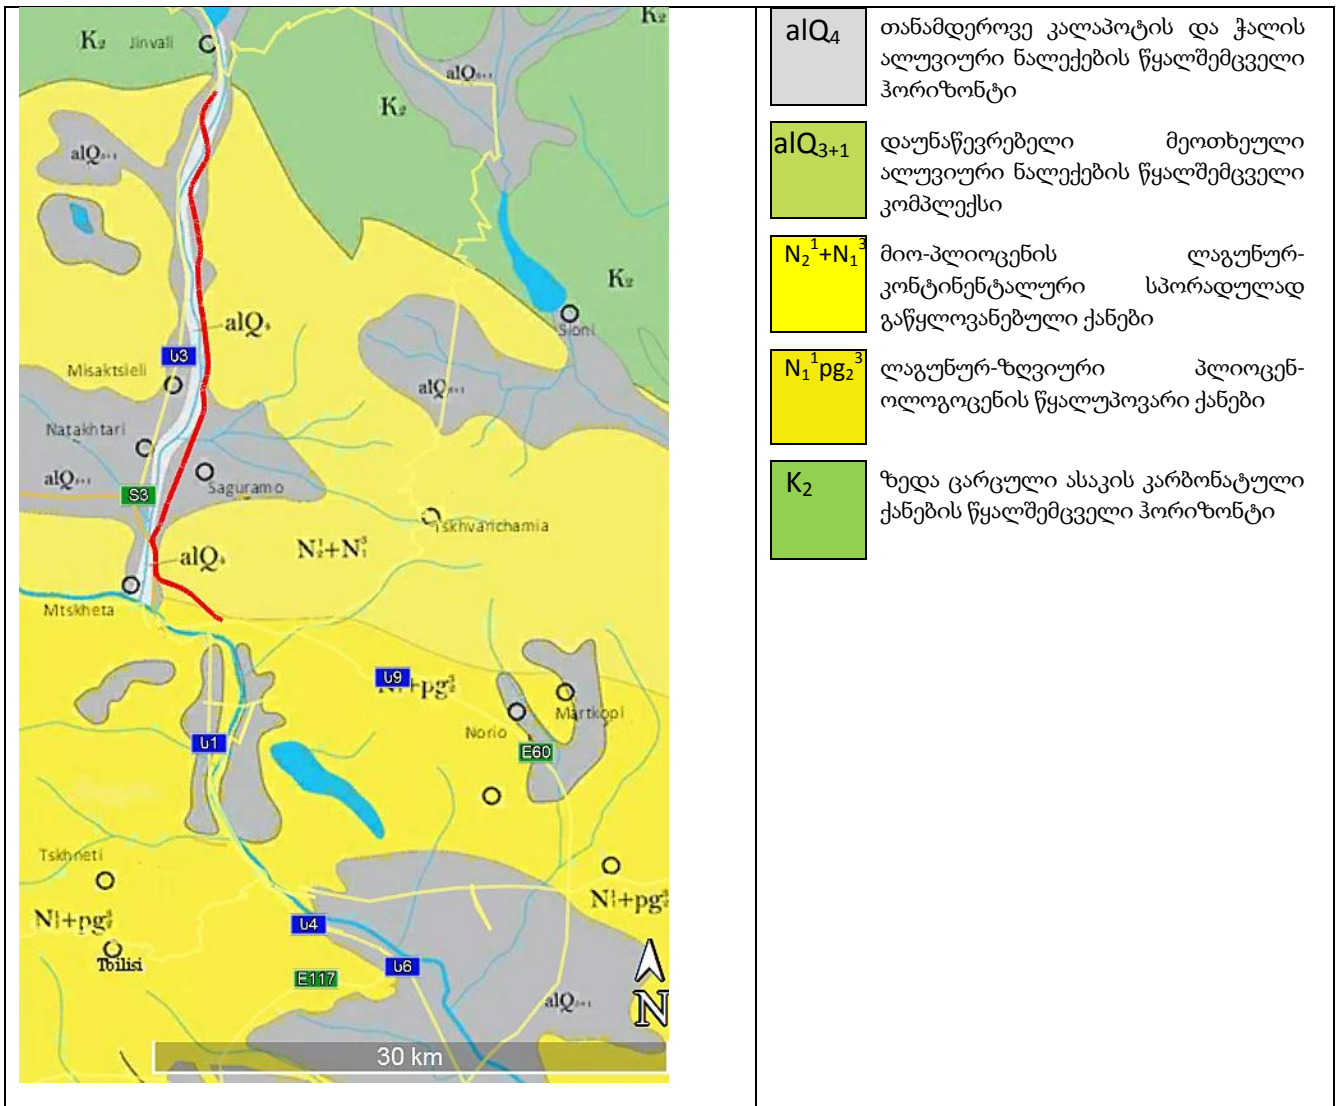 K₂
Jinvali
K₂
alQ₃₊₁
K₂
alQ₃₊₁
K₂
Sioni
alQ₄
ს3
Misaktsieli
alQ₃₊₁
Natakhtari
alQ₃₊₁
Saguramo
S3
Tskhvarichamia
N₂¹+N₁³
alQ₄
Mtskheta
ს9
+pg₂³
Martkopi
Norio
ს1
E60
Tskhneti
N₁¹+pg₂³
N₁¹+pg₂³
ს4
Tbilisi
ს6
E117
alQ₃₊₁
N
30 km
alQ₄
თანამდეროვე კალაპოტის და ჭალის
ალუვიური ნალექების წყალშემცველი
ჰორიზონტი
alQ₃₊₁
დაუნაწევრებელი მეოთხეული
ალუვიური ნალექების წყალშემცველი
კომპლექსი
N₂¹+N₁³
მიო-პლიოცენის ლაგუნურ-
კონტინენტალური სპორადულად
გაწყლოვანებული ქანები
N₁¹pg₂³
ლაგუნურ-ზღვიური პლიოცენ-
ოლოგოცენის წყალუპოვარი ქანები
K₂
ზედა ცარცული ასაკის კარბონატული
ქანების წყალშემცველი ჰორიზონტი